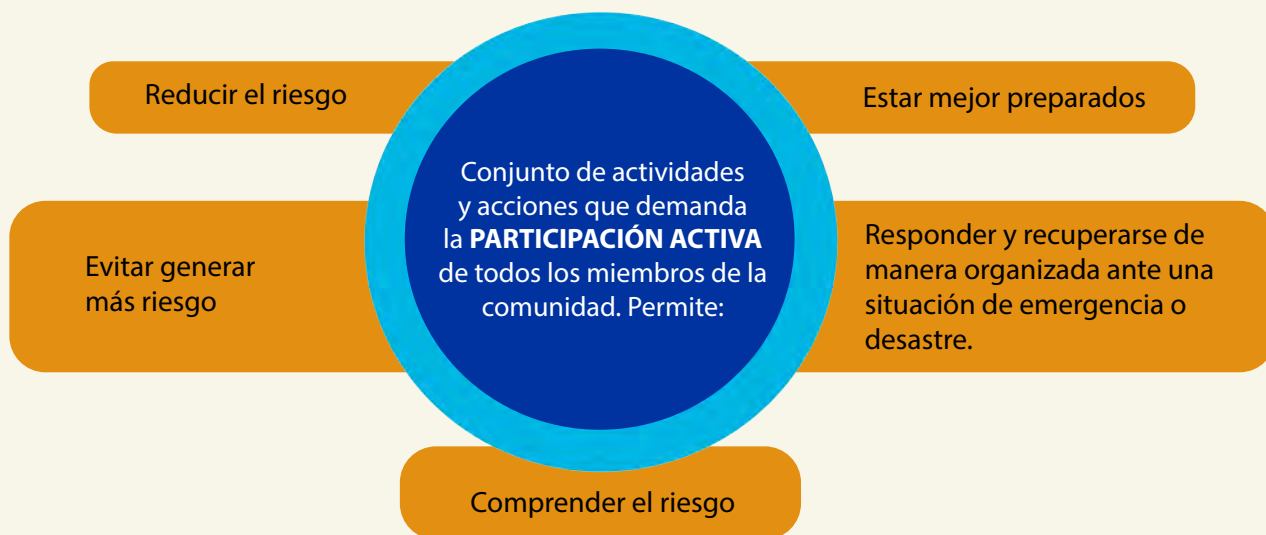 Reducir el riesgo
Estar mejor preparados
Conjunto de actividades
y acciones que demanda
la PARTICIPACIÓN ACTIVA
de todos los miembros de la
comunidad. Permite:
Evitar generar
más riesgo
Responder y recuperarse de
manera organizada ante una
situación de emergencia o
desastre.
Comprender el riesgo